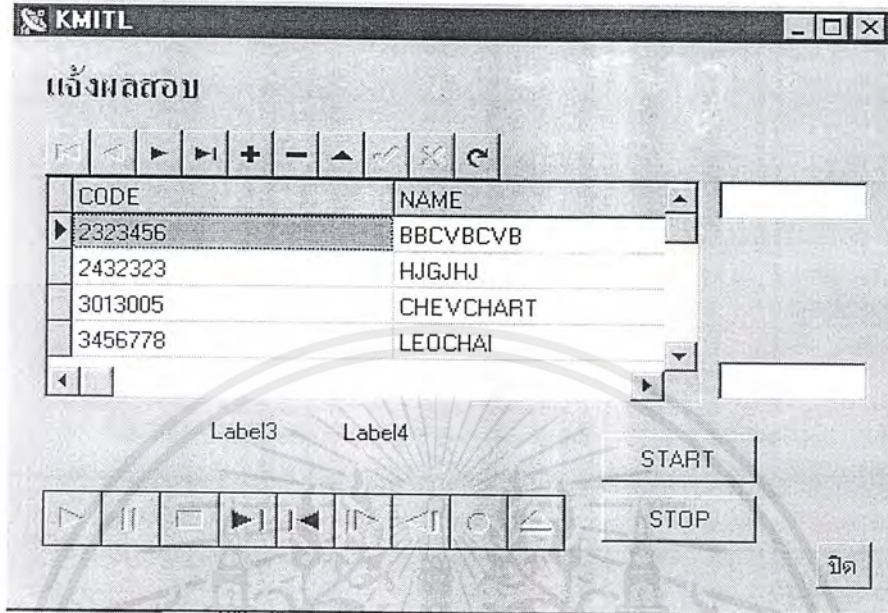 KMITL
แจ้งผลสอบ
CODE NAME
2323456 BBCVBCVB
2432323 HJGJHJ
3013005 CHEVCHART
3456778 LEOCHAI
Label3 Label4
START
STOP
ปิด